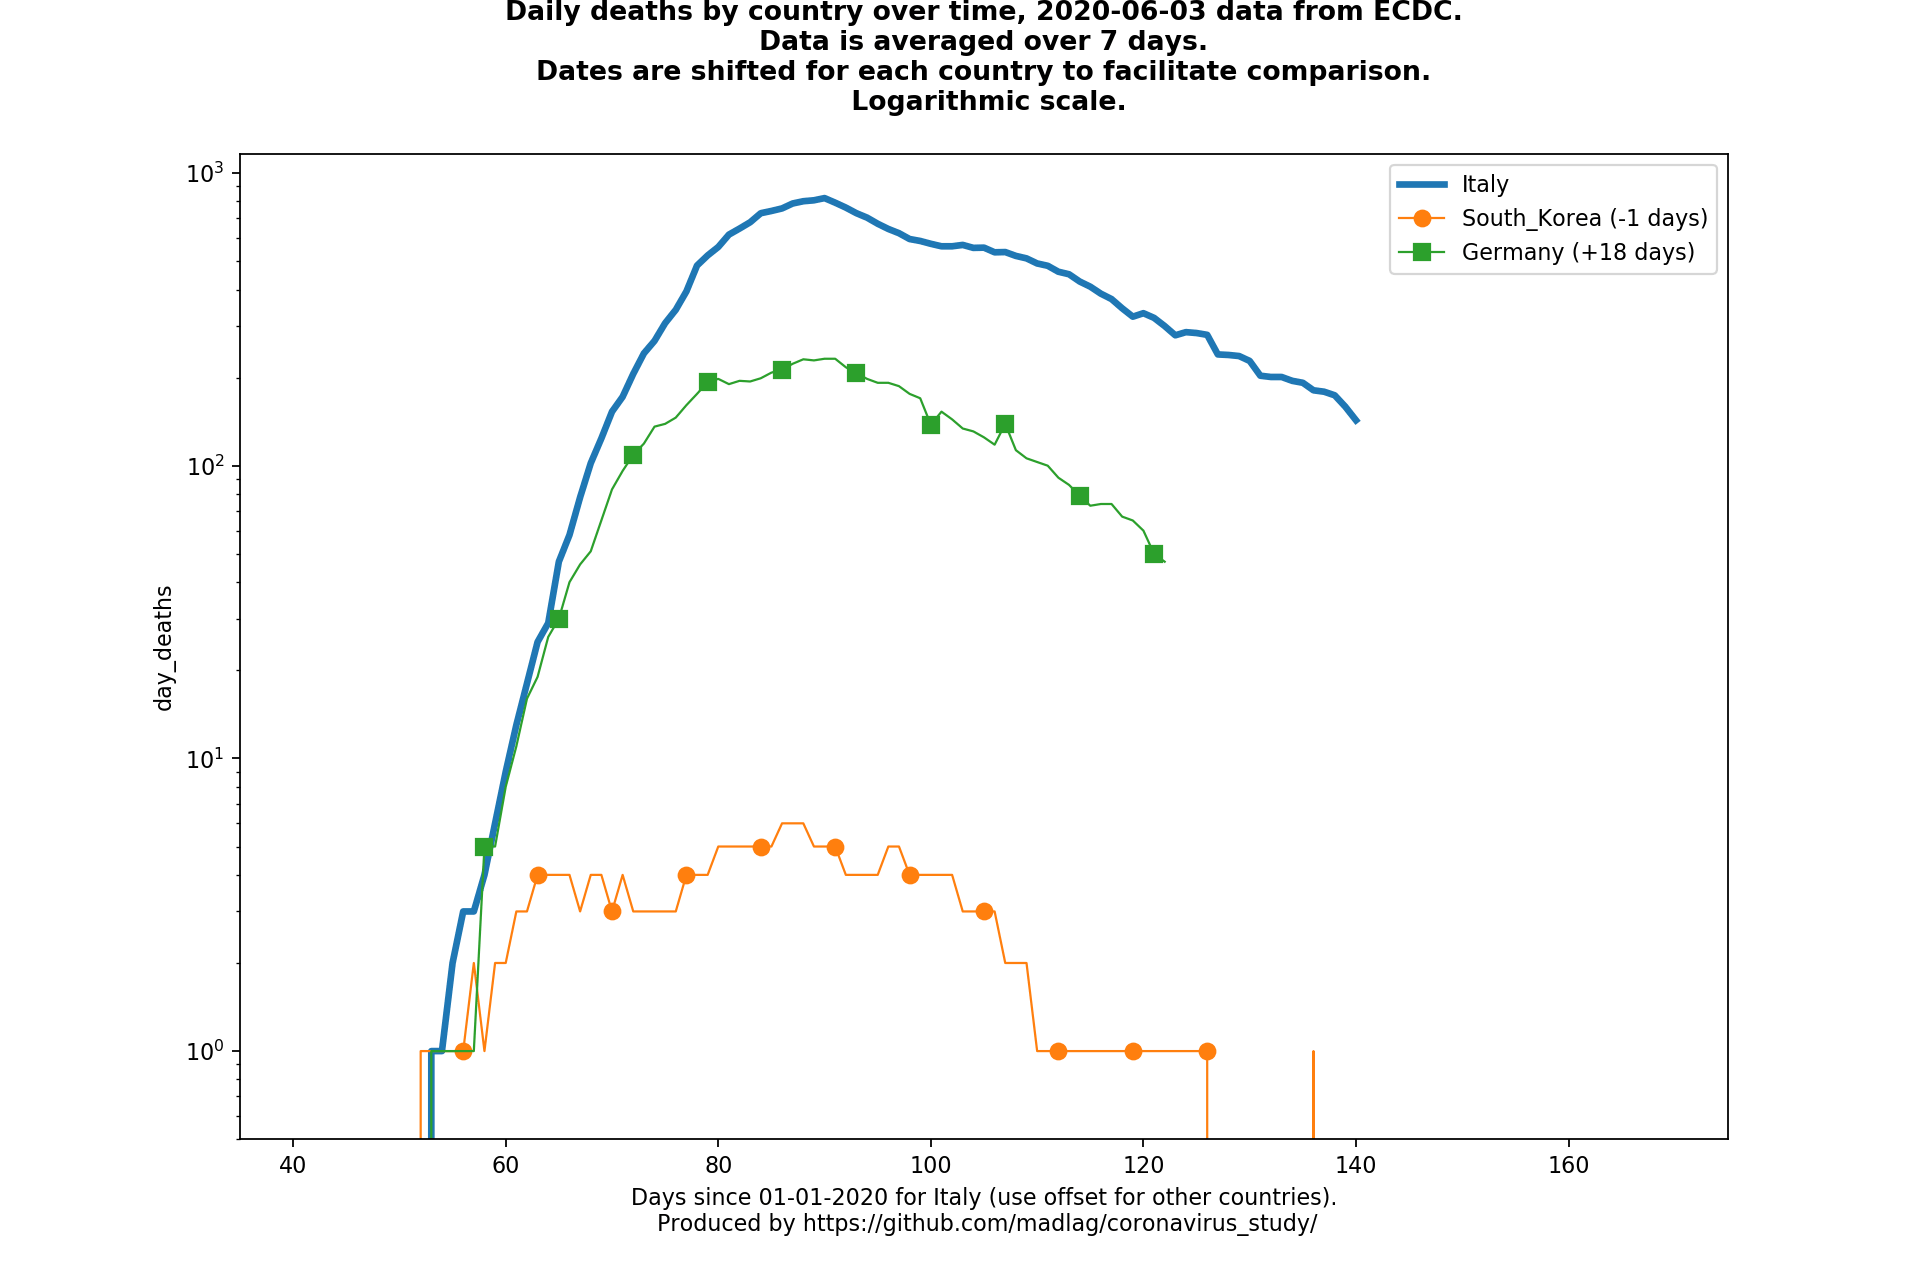 Daily deaths by country over time, 2020-06-03 data from ECDC.
Data is averaged over 7 days.
Dates are shifted for each country to facilitate comparison.
Logarithmic scale.
10³
10²
10¹
10⁰
day_deaths
Italy
South_Korea (-1 days)
Germany (+18 days)
40 60 80 100 120 140 160
Days since 01-01-2020 for Italy (use offset for other countries).
Produced by https://github.com/madlag/coronavirus_study/